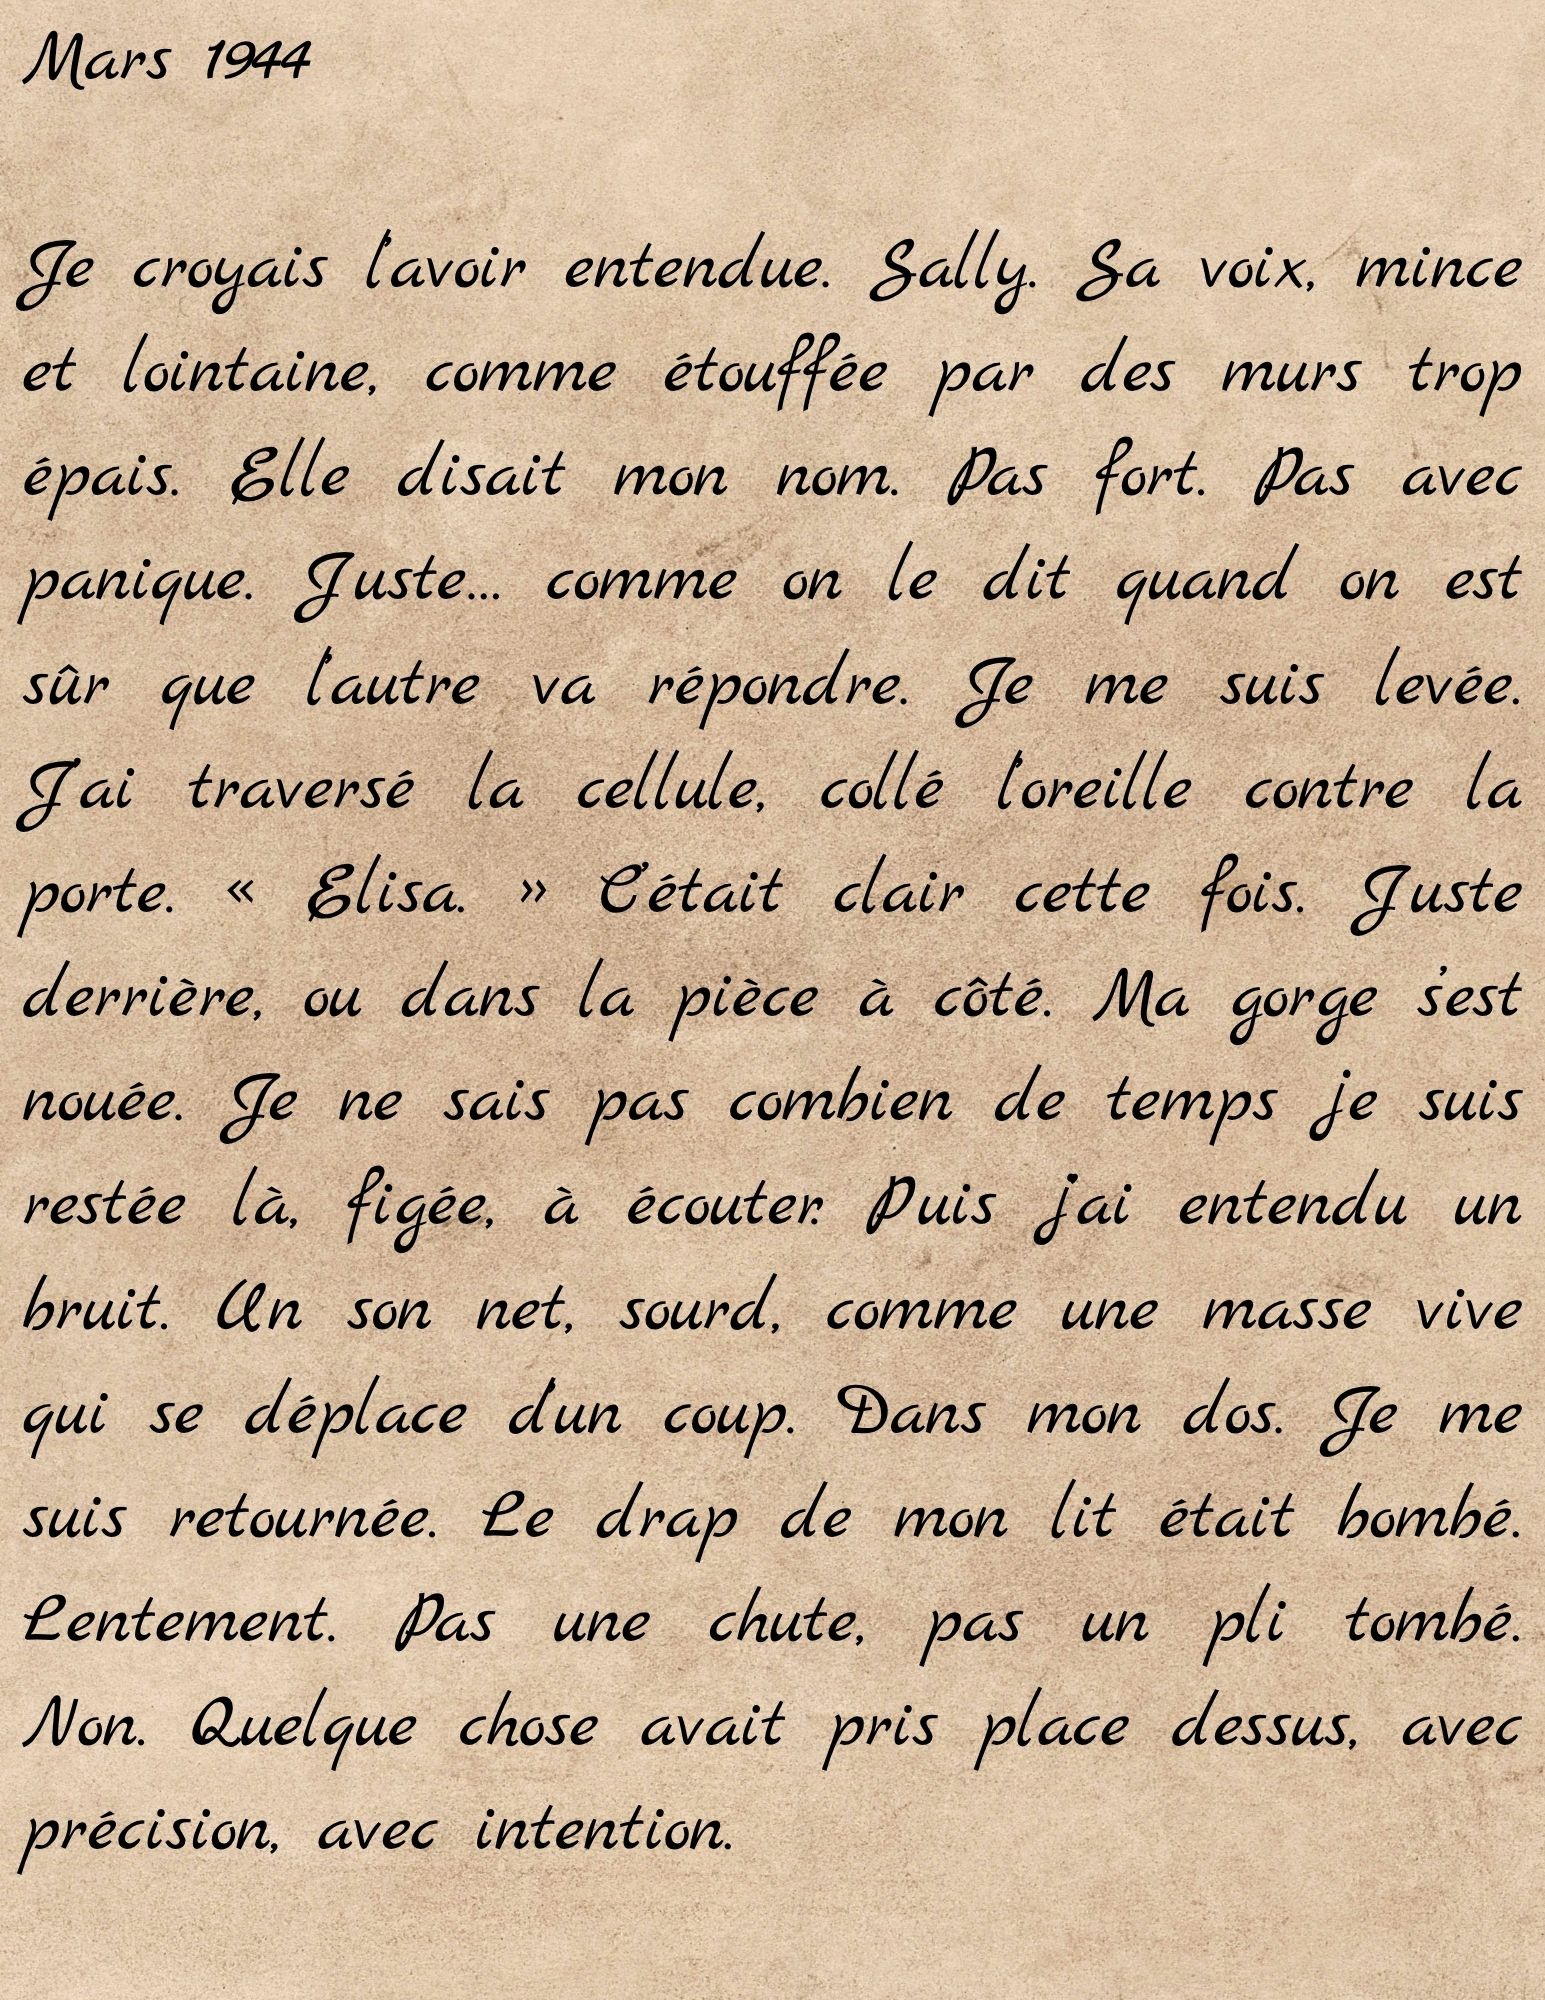 Mars 1944
Je croyais l'avoir entendue. Sally. Sa voix, mince
et lointaine, comme étouffée par des murs trop
épais. Elle disait mon nom. Pas fort. Pas avec
panique. Juste... comme on le dit quand on est
sûr que l'autre va répondre. Je me suis levée.
J'ai traversé la cellule, collé l'oreille contre la
porte. « Elisa. » C'était clair cette fois. Juste
derrière, ou dans la pièce à côté. Ma gorge s'est
nouée. Je ne sais pas combien de temps je suis
restée là, figée, à écouter. Puis j'ai entendu un
bruit. Un son net, sourd, comme une masse vive
qui se déplace d'un coup. Dans mon dos. Je me
suis retournée. Le drap de mon lit était bombé.
Lentement. Pas une chute, pas un pli tombé.
Non. Quelque chose avait pris place dessus, avec
précision, avec intention.